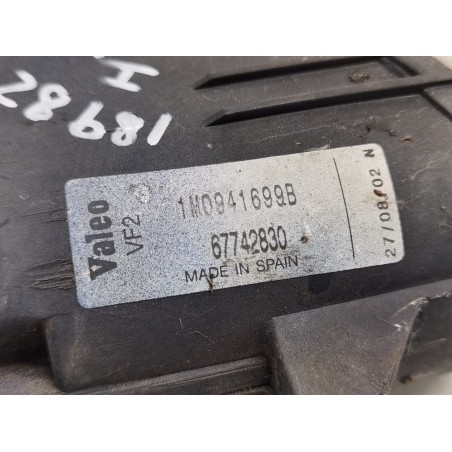 18982
Valeo
VF2
1M0941699B
67742830
MADE IN SPAIN
27/08/02 N